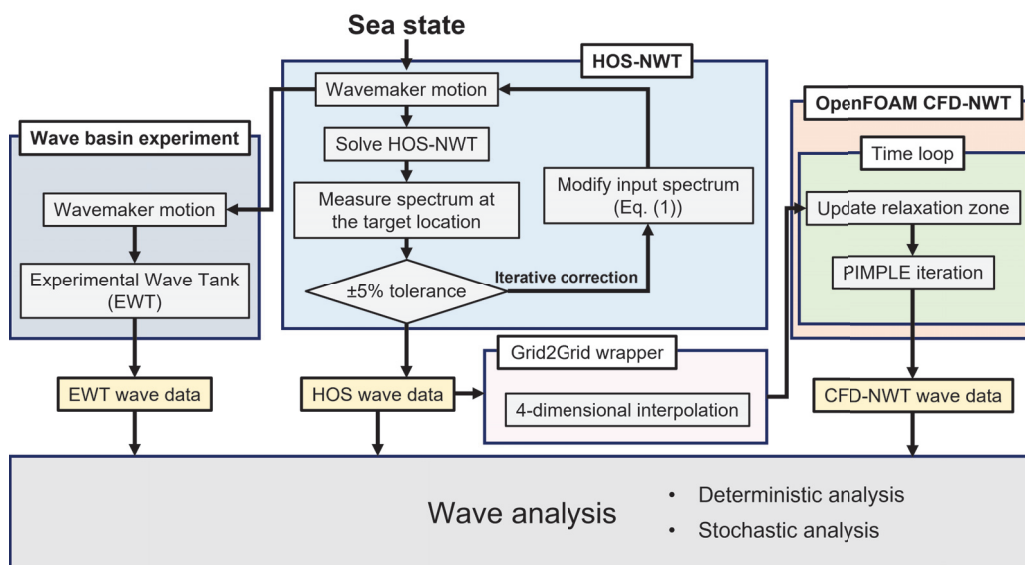 Sea state
HOS-NWT
Wavemaker motion
Solve HOS-NWT
Measure spectrum at
the target location
±5% tolerance
Iterative correction
Modify input spectrum
(Eq. (1))
Wave basin experiment
Wavemaker motion
Experimental Wave Tank
(EWT)
OpenFOAM CFD-NWT
Time loop
Update relaxation zone
PIMPLE iteration
Grid2Grid wrapper
4-dimensional interpolation
EWT wave data
HOS wave data
CFD-NWT wave data
Wave analysis
• Deterministic analysis
• Stochastic analysis